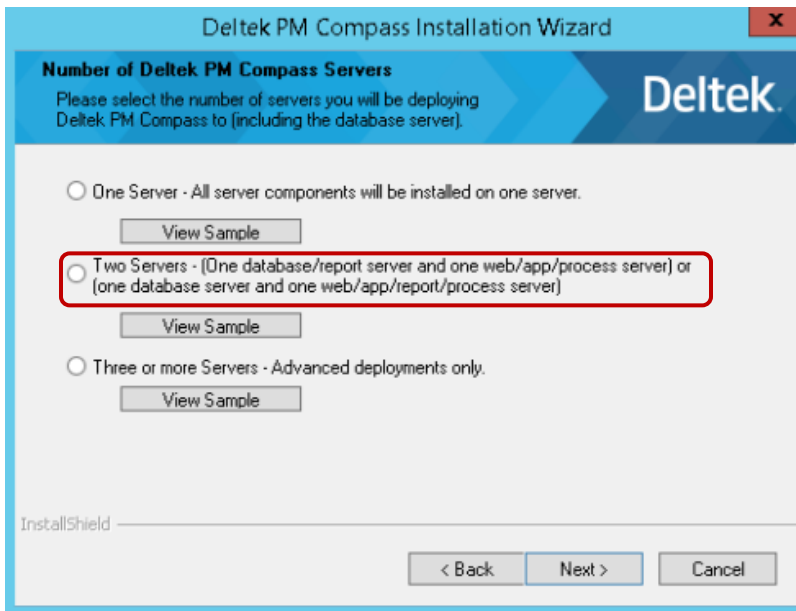 Deltek PM Compass Installation Wizard
x
Number of Deltek PM Compass Servers
Please select the number of servers you will be deploying
Deltek PM Compass to (including the database server).
Deltek.
One Server - All server components will be installed on one server.
View Sample
Two Servers - (One database/report server and one web/app/process server) or
(one database server and one web/app/report/process server)
View Sample
Three or more Servers - Advanced deployments only.
View Sample
InstallShield
< Back
Next >
Cancel